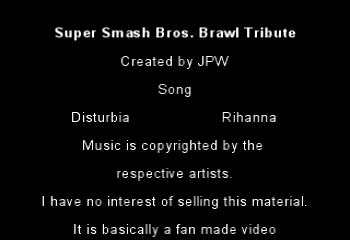 Super Smash Bros. Brawl Tribute
Created by JPW
Song
Disturbia Rihanna
Music is copyrighted by the
respective artists.
I have no interest of selling this material.
It is basically a fan made video